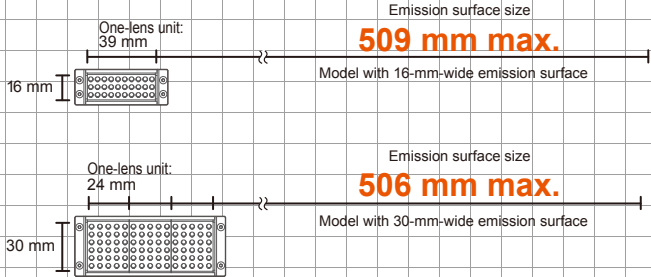 Emission surface size
One-lens unit:
39 mm
509 mm max.
Model with 16-mm-wide emission surface
16 mm
Emission surface size
One-lens unit:
24 mm
506 mm max.
Model with 30-mm-wide emission surface
30 mm